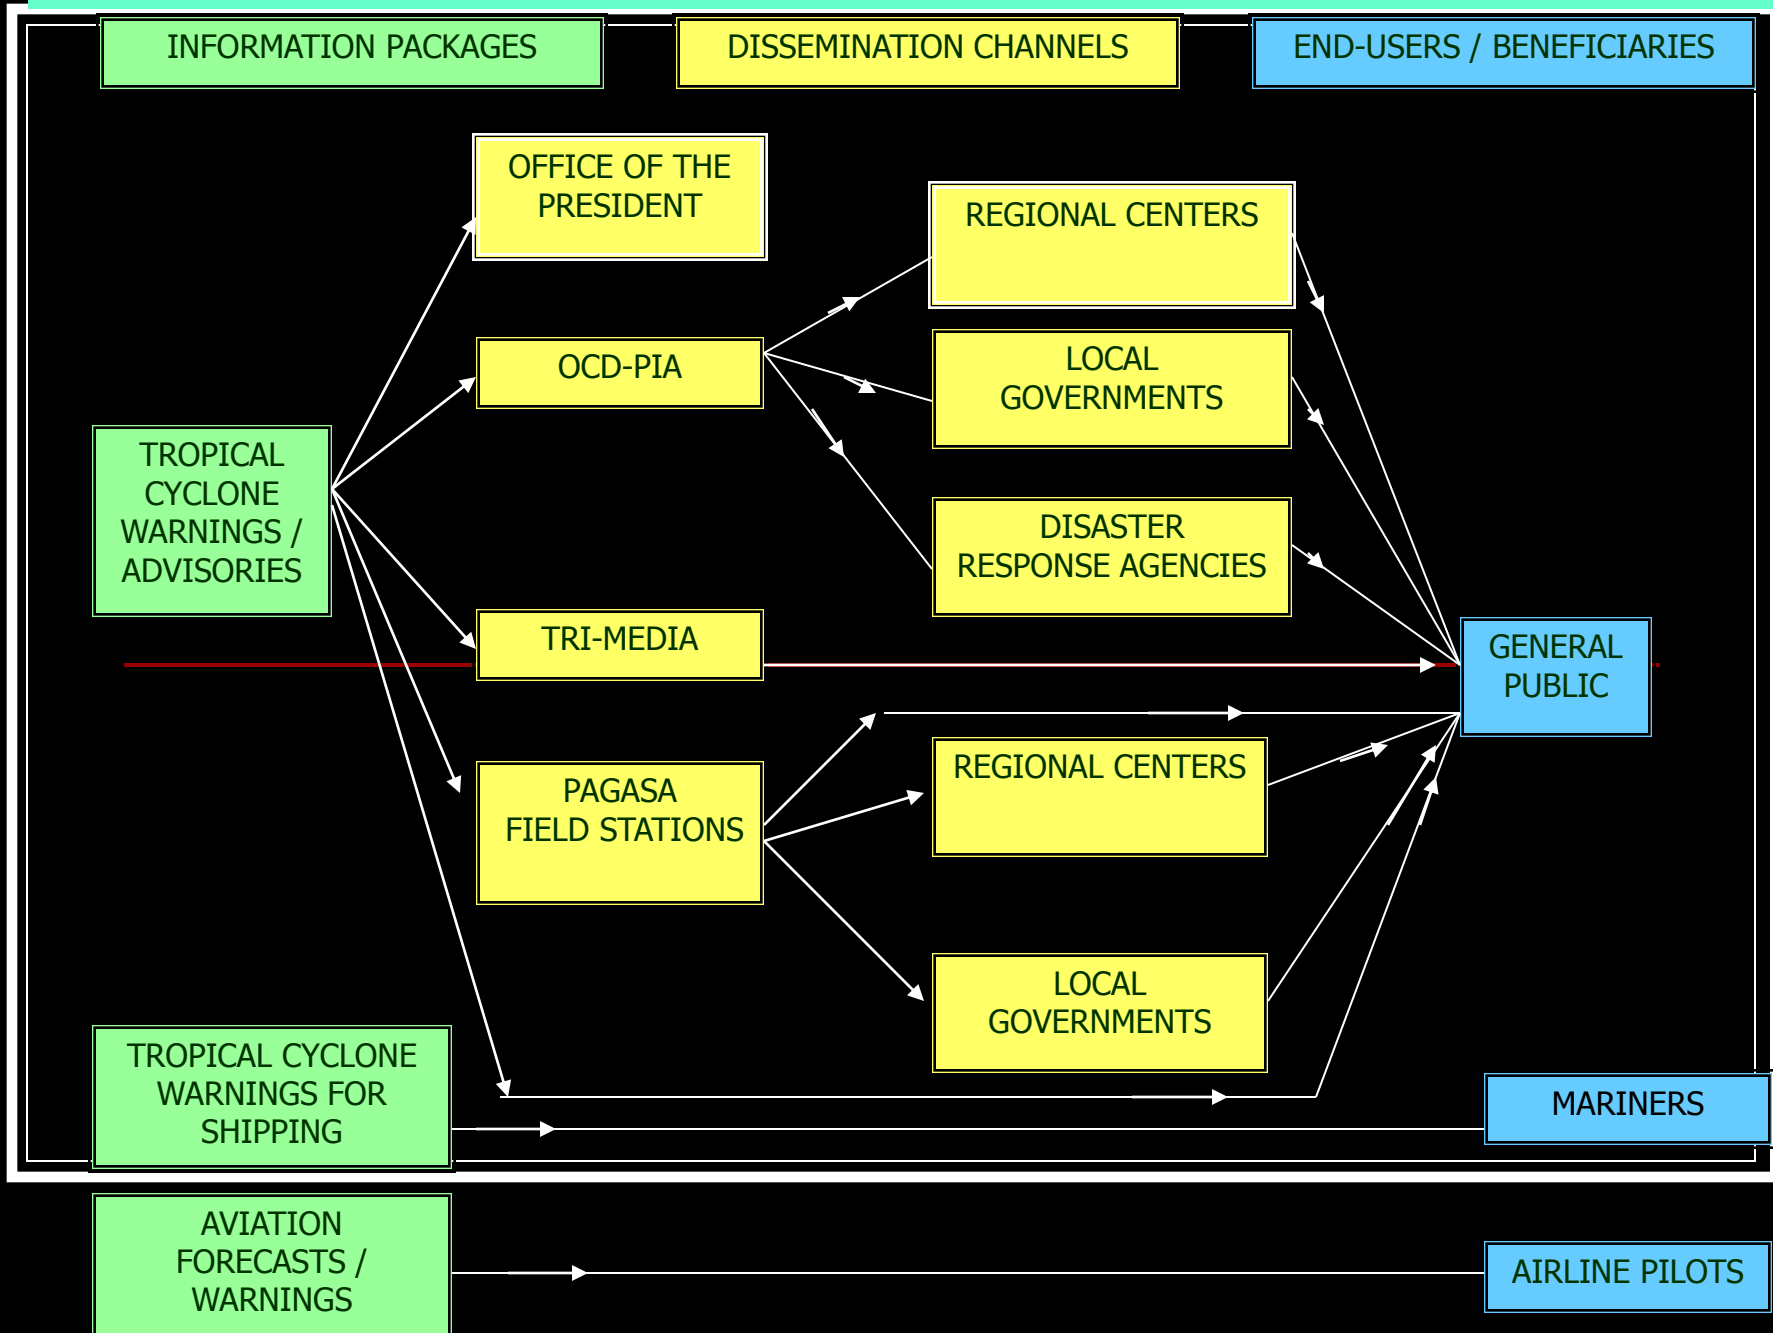 INFORMATION PACKAGES
DISSEMINATION CHANNELS
END-USERS / BENEFICIARIES
OFFICE OF THE
PRESIDENT
REGIONAL CENTERS
OCD-PIA
LOCAL
GOVERNMENTS
TROPICAL
CYCLONE
WARNINGS /
ADVISORIES
DISASTER
RESPONSE AGENCIES
TRI-MEDIA
GENERAL
PUBLIC
PAGASA
FIELD STATIONS
REGIONAL CENTERS
LOCAL
GOVERNMENTS
TROPICAL CYCLONE
WARNINGS FOR
SHIPPING
MARINERS
AVIATION
FORECASTS /
WARNINGS
AIRLINE PILOTS